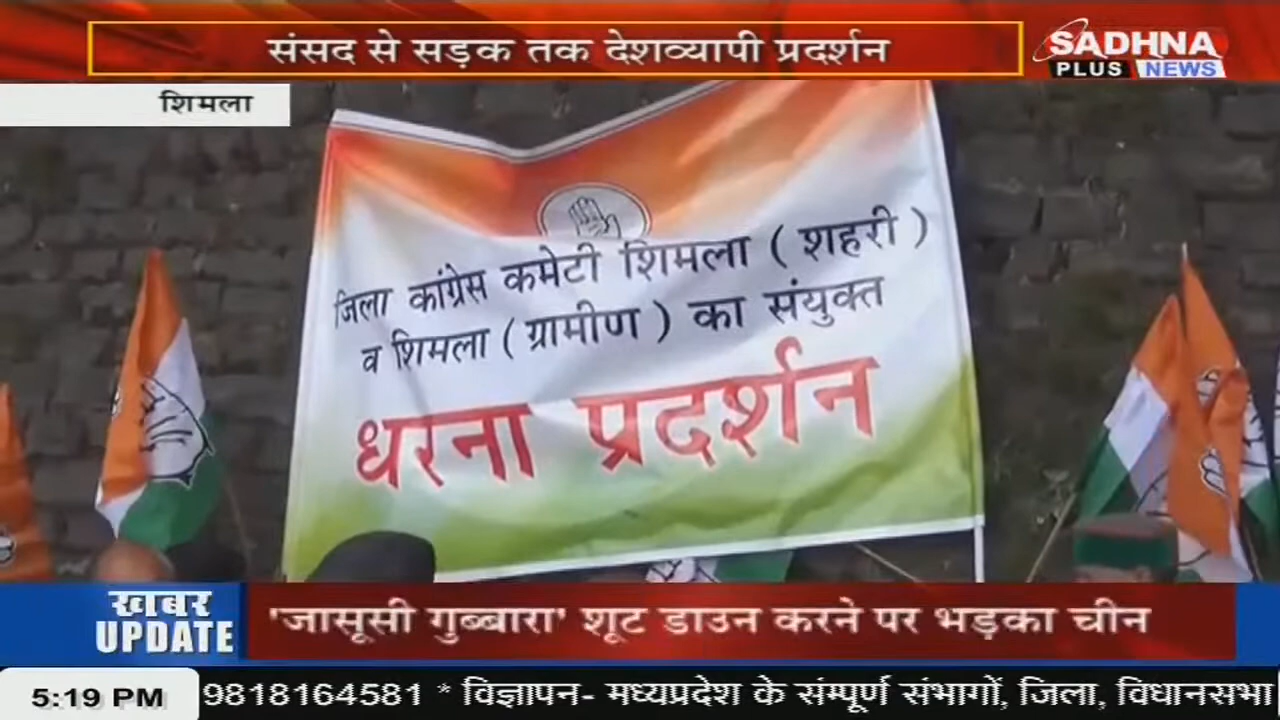 संसद से सड़क तक देशव्यापी प्रदर्शन
SADHNA
PLUS NEWS
शिमला
जिला कांग्रेस कमेटी शिमला ( शहरी )
व शिमला ( ग्रामीण ) का संयुक्त
धरना प्रदर्शन
खबर
UPDATE
'जासूसी गुब्बारा' शूट डाउन करने पर भड़का चीन
5:19 PM
9818164581 * विज्ञापन- मध्यप्रदेश के संपूर्ण संभागों, जिला, विधानसभा